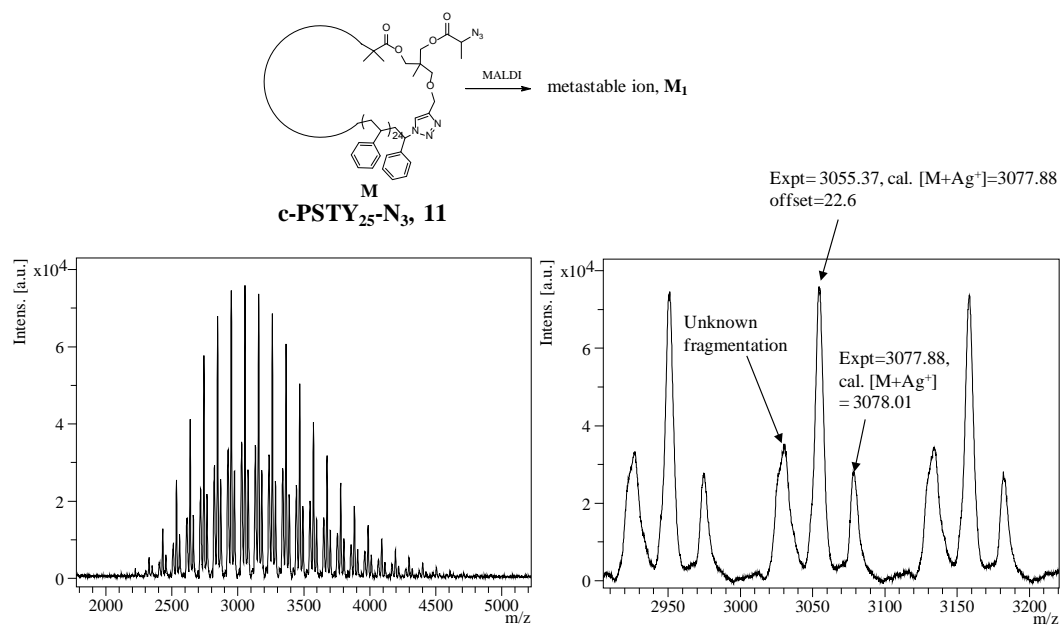 O
O
N₃
O
O
O
MALDI
metastable ion, M₁
N
N
N
24
M
c-PSTY₂₅-N₃, 11
Expt= 3055.37, cal. [M+Ag⁺]=3077.88
offset=22.6
x10⁴
8
6
4
2
0
Intens. [a.u.]
2000 2500 3000 3500 4000 4500 5000
m/z
x10⁴
8
6
4
2
0
Intens. [a.u.]
Unknown
fragmentation
Expt=3077.88,
cal. [M+Ag⁺]
= 3078.01
2950 3000 3050 3100 3150 3200
m/z